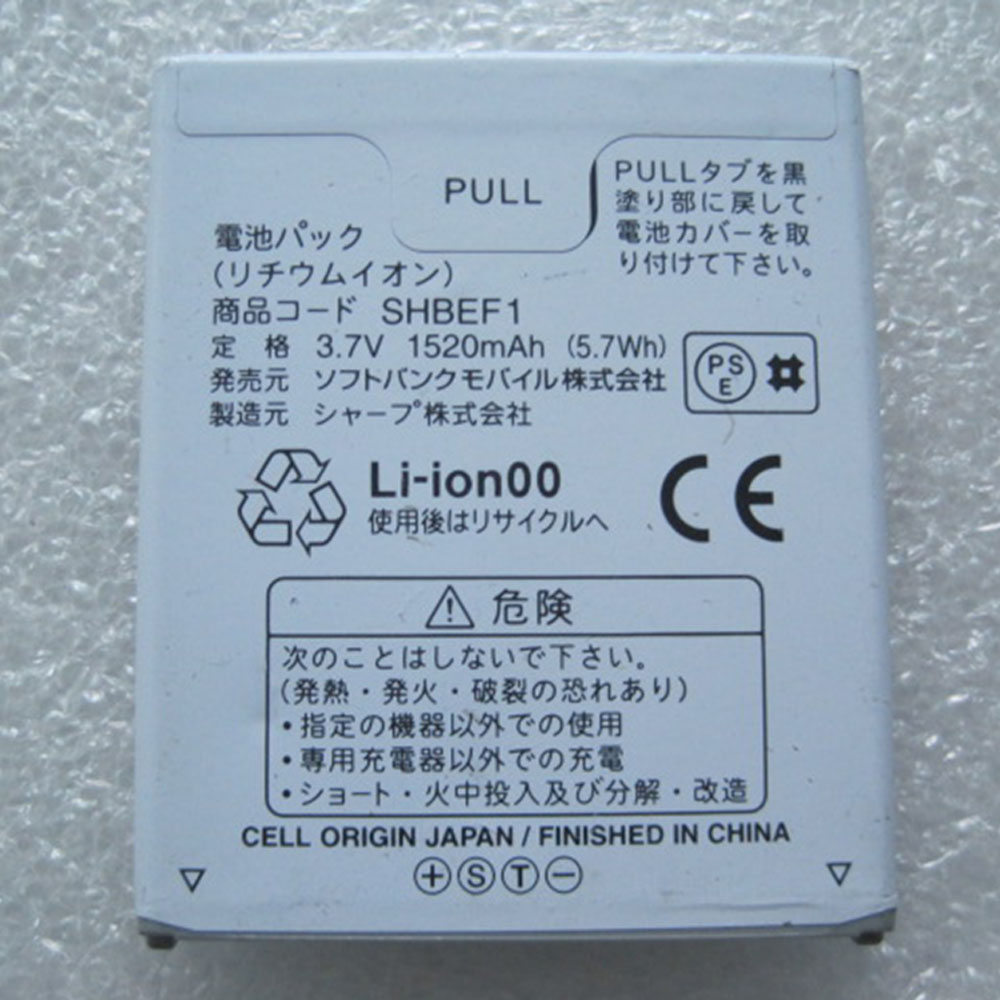 PULL
PULLタブを黒
塗り部に戻して
電池カバーを取
り付けて下さい。
電池パック
(リチウムイオン)
商品コード SHBEF1
定 格 3.7V 1520mAh (5.7Wh)
発売元 ソフトバンクモバイル株式会社
製造元 シャープ株式会社
PSE
Li-ion00
使用後はリサイクルへ
CE
危険
次のことはしないで下さい。
(発熱・発火・破裂の恐れあり)
・指定の機器以外での使用
・専用充電器以外での充電
・ショート・火中投入及び分解・改造
CELL ORIGIN JAPAN / FINISHED IN CHINA
+ S T -